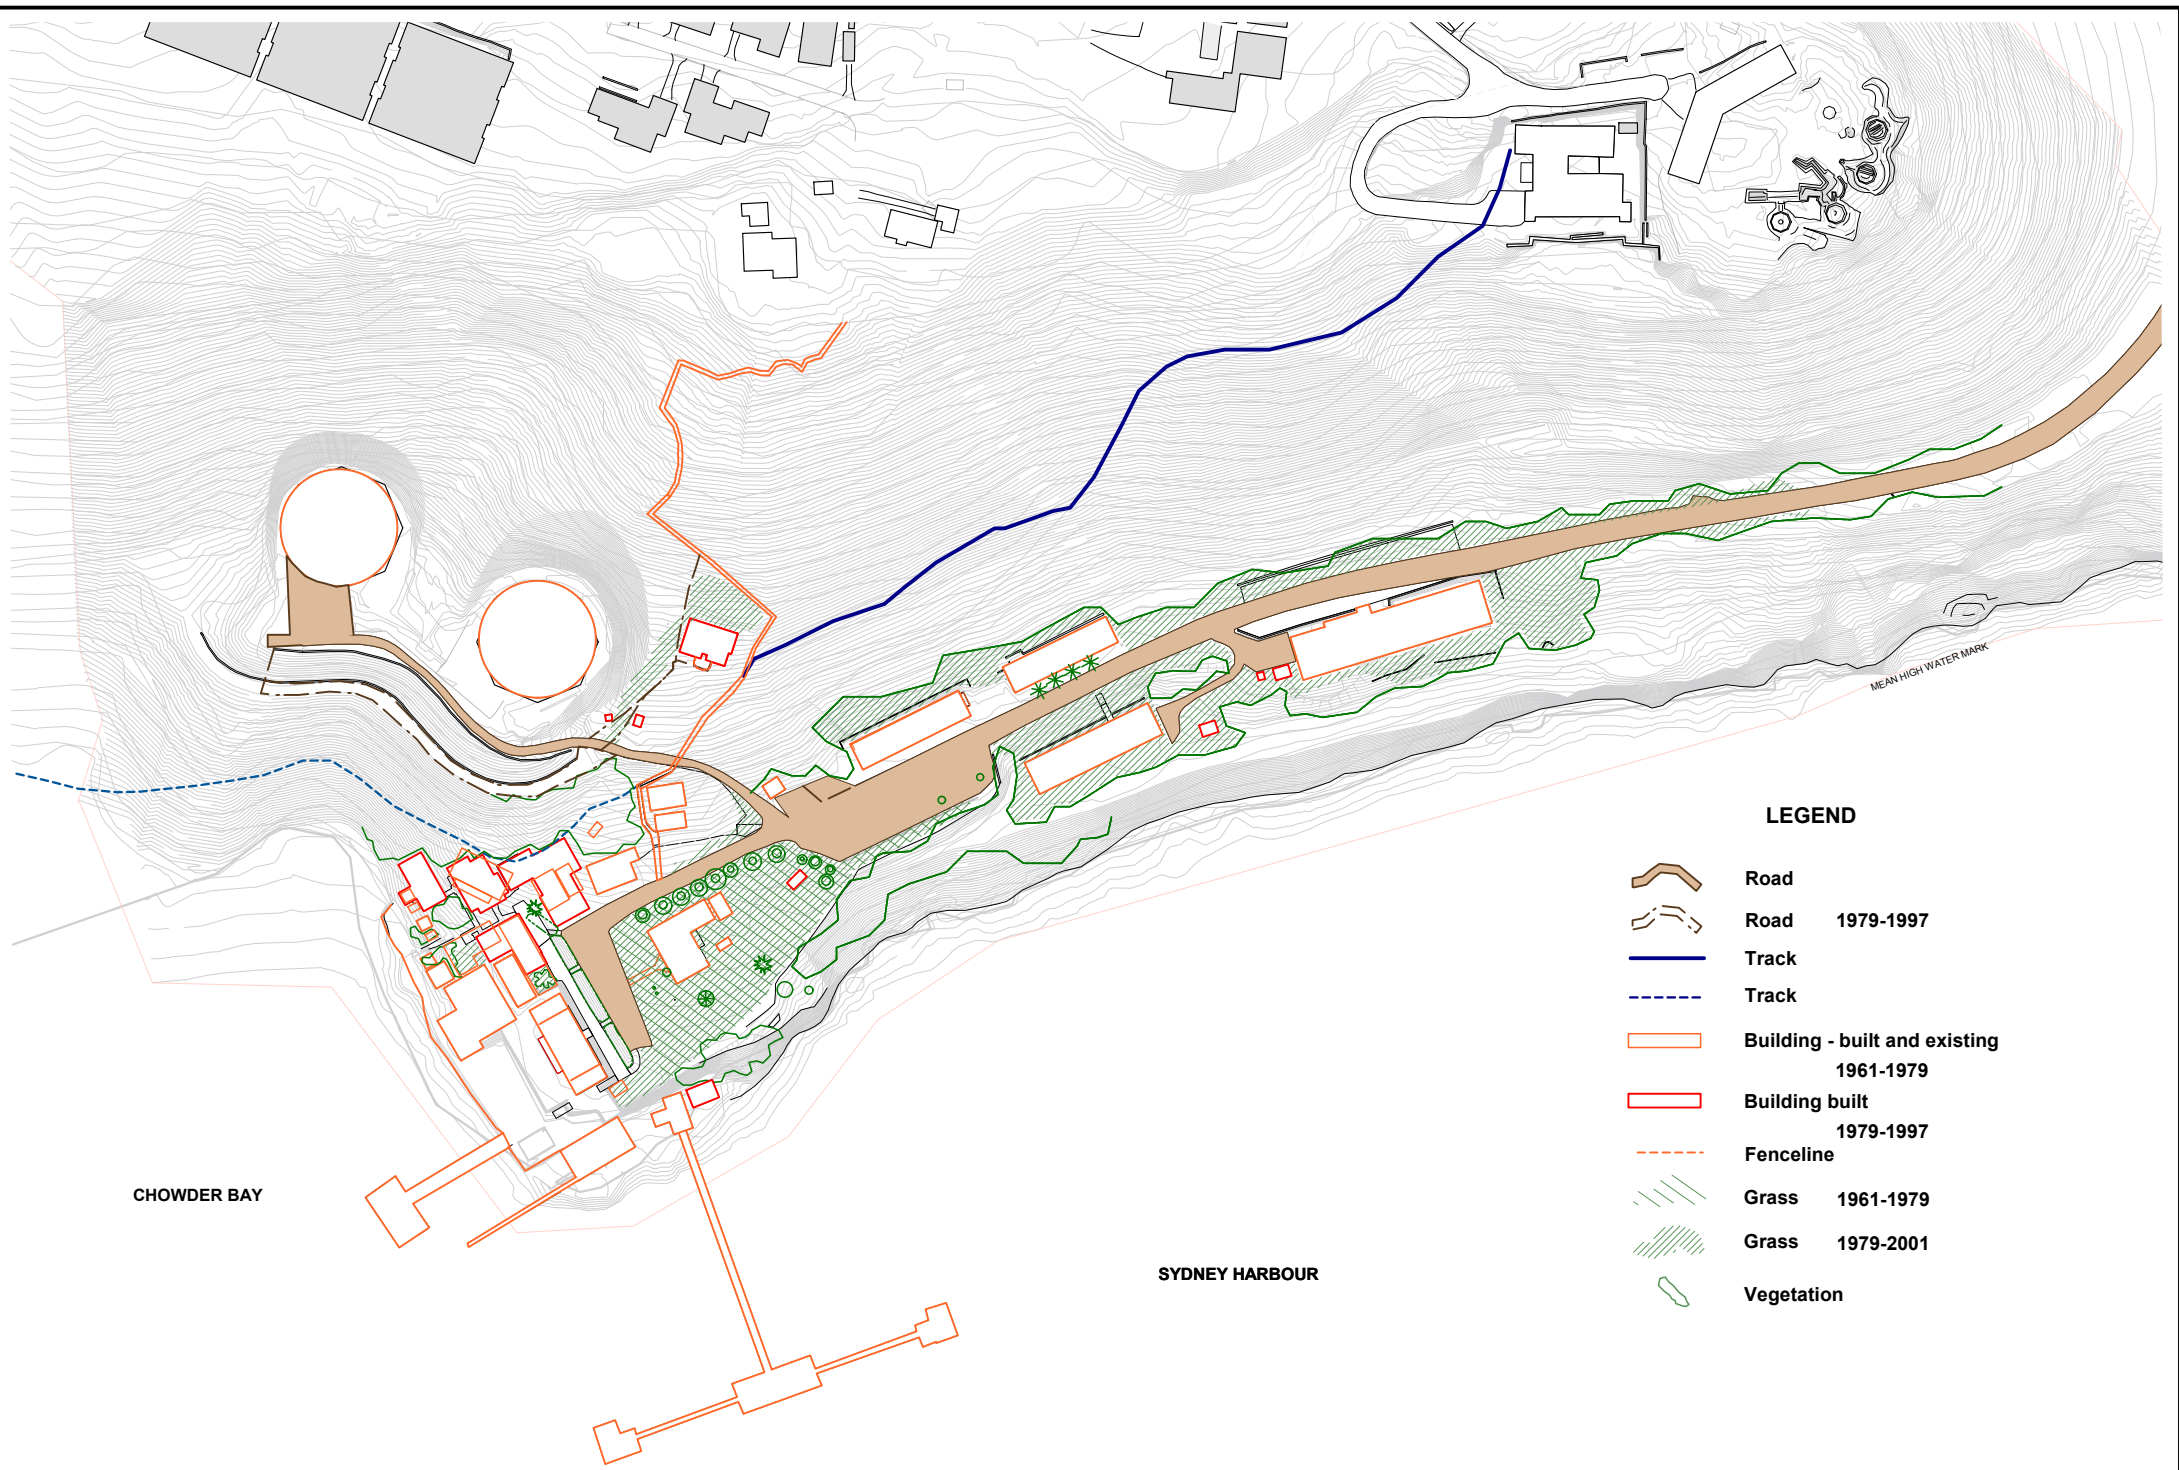 MEAN HIGH WATER MARK
LEGEND
Road
Road 1979-1997
Track
Track
Building - built and existing
1961-1979
Building built
1979-1997
Fenceline
Grass 1961-1979
Grass 1979-2001
Vegetation
CHOWDER BAY
SYDNEY HARBOUR